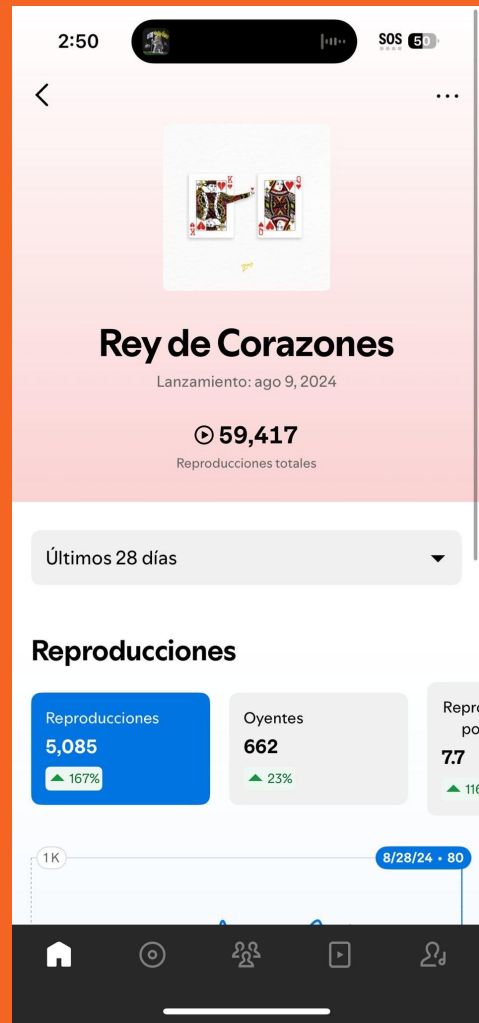 2:50
SOS 50
Rey de Corazones
Lanzamiento: ago 9, 2024
59,417
Reproducciones totales
Últimos 28 días
Reproducciones
Reproducciones
5,085
167%
Oyentes
662
23%
7.7
1K
8/28/24 • 80